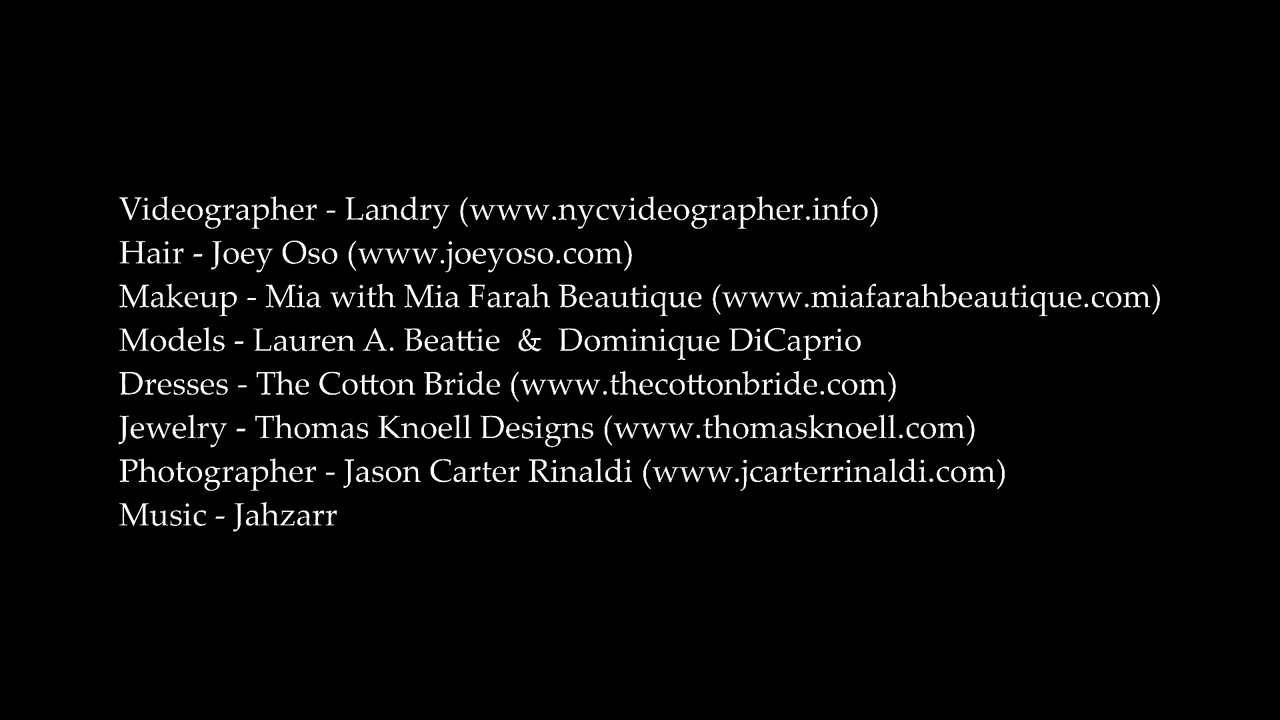 Videographer - Landry (www.nycvideographer.info)
Hair - Joey Oso (www.joeyoso.com)
Makeup - Mia with Mia Farah Beautique (www.miafarahbeautique.com)
Models - Lauren A. Beattie  &  Dominique DiCaprio
Dresses - The Cotton Bride (www.thecottonbride.com)
Jewelry - Thomas Knoell Designs (www.thomasknoell.com)
Photographer - Jason Carter Rinaldi (www.jcarterrinaldi.com)
Music - Jahzarr